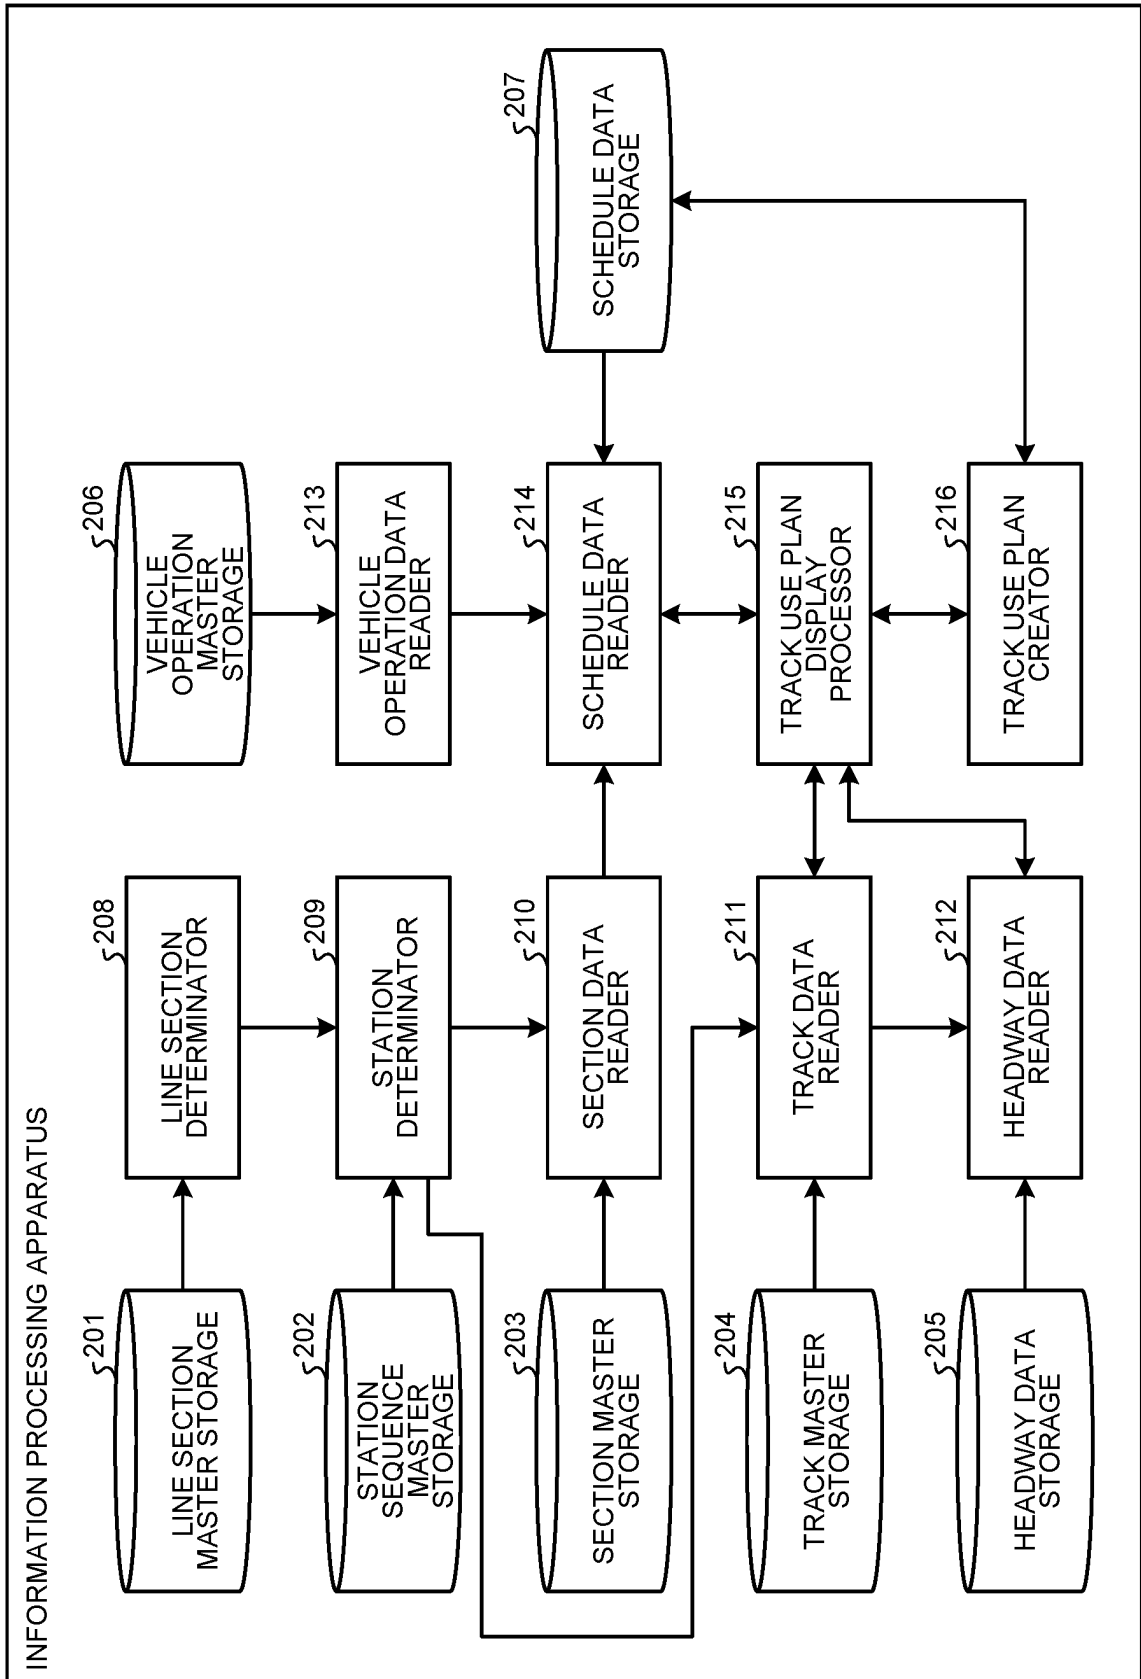 INFORMATION PROCESSING APPARATUS
201
LINE SECTION
MASTER STORAGE
208
LINE SECTION
DETERMINATOR
206
VEHICLE
OPERATION
MASTER
STORAGE
202
STATION
SEQUENCE
MASTER
STORAGE
209
STATION
DETERMINATOR
213
VEHICLE
OPERATION DATA
READER
203
SECTION MASTER
STORAGE
210
SECTION DATA
READER
214
SCHEDULE DATA
READER
207
SCHEDULE DATA
STORAGE
204
TRACK MASTER
STORAGE
211
TRACK DATA
READER
215
TRACK USE PLAN
DISPLAY
PROCESSOR
205
HEADWAY DATA
STORAGE
212
HEADWAY DATA
READER
216
TRACK USE PLAN
CREATOR